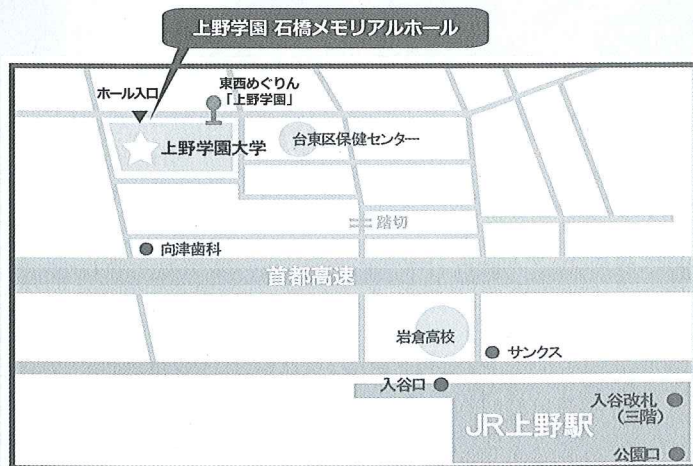 上野学園 石橋メモリアルホール
ホール入口
東西めぐりん
「上野学園」
上野学園大学
台東区保健センター
踏切
向津歯科
首都高速
岩倉高校
サンクス
入谷口
JR上野駅
入谷改札
(三階)
公園口